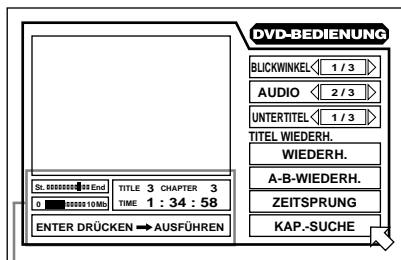 DVD-BEDIENUNG
BLICKWINKEL 1 / 3
AUDIO 2 / 3
UNTERTITEL 1 / 3
TITEL WIEDERH.
WIEDERH.
A-B-WIEDERH.
ZEITSPRUNG
KAP.-SUCHE
St. End
0 10Mb
TITLE 3 CHAPTER 3
TIME 1 : 34 : 58
ENTER DRÜCKEN ➡ AUSFÜHREN